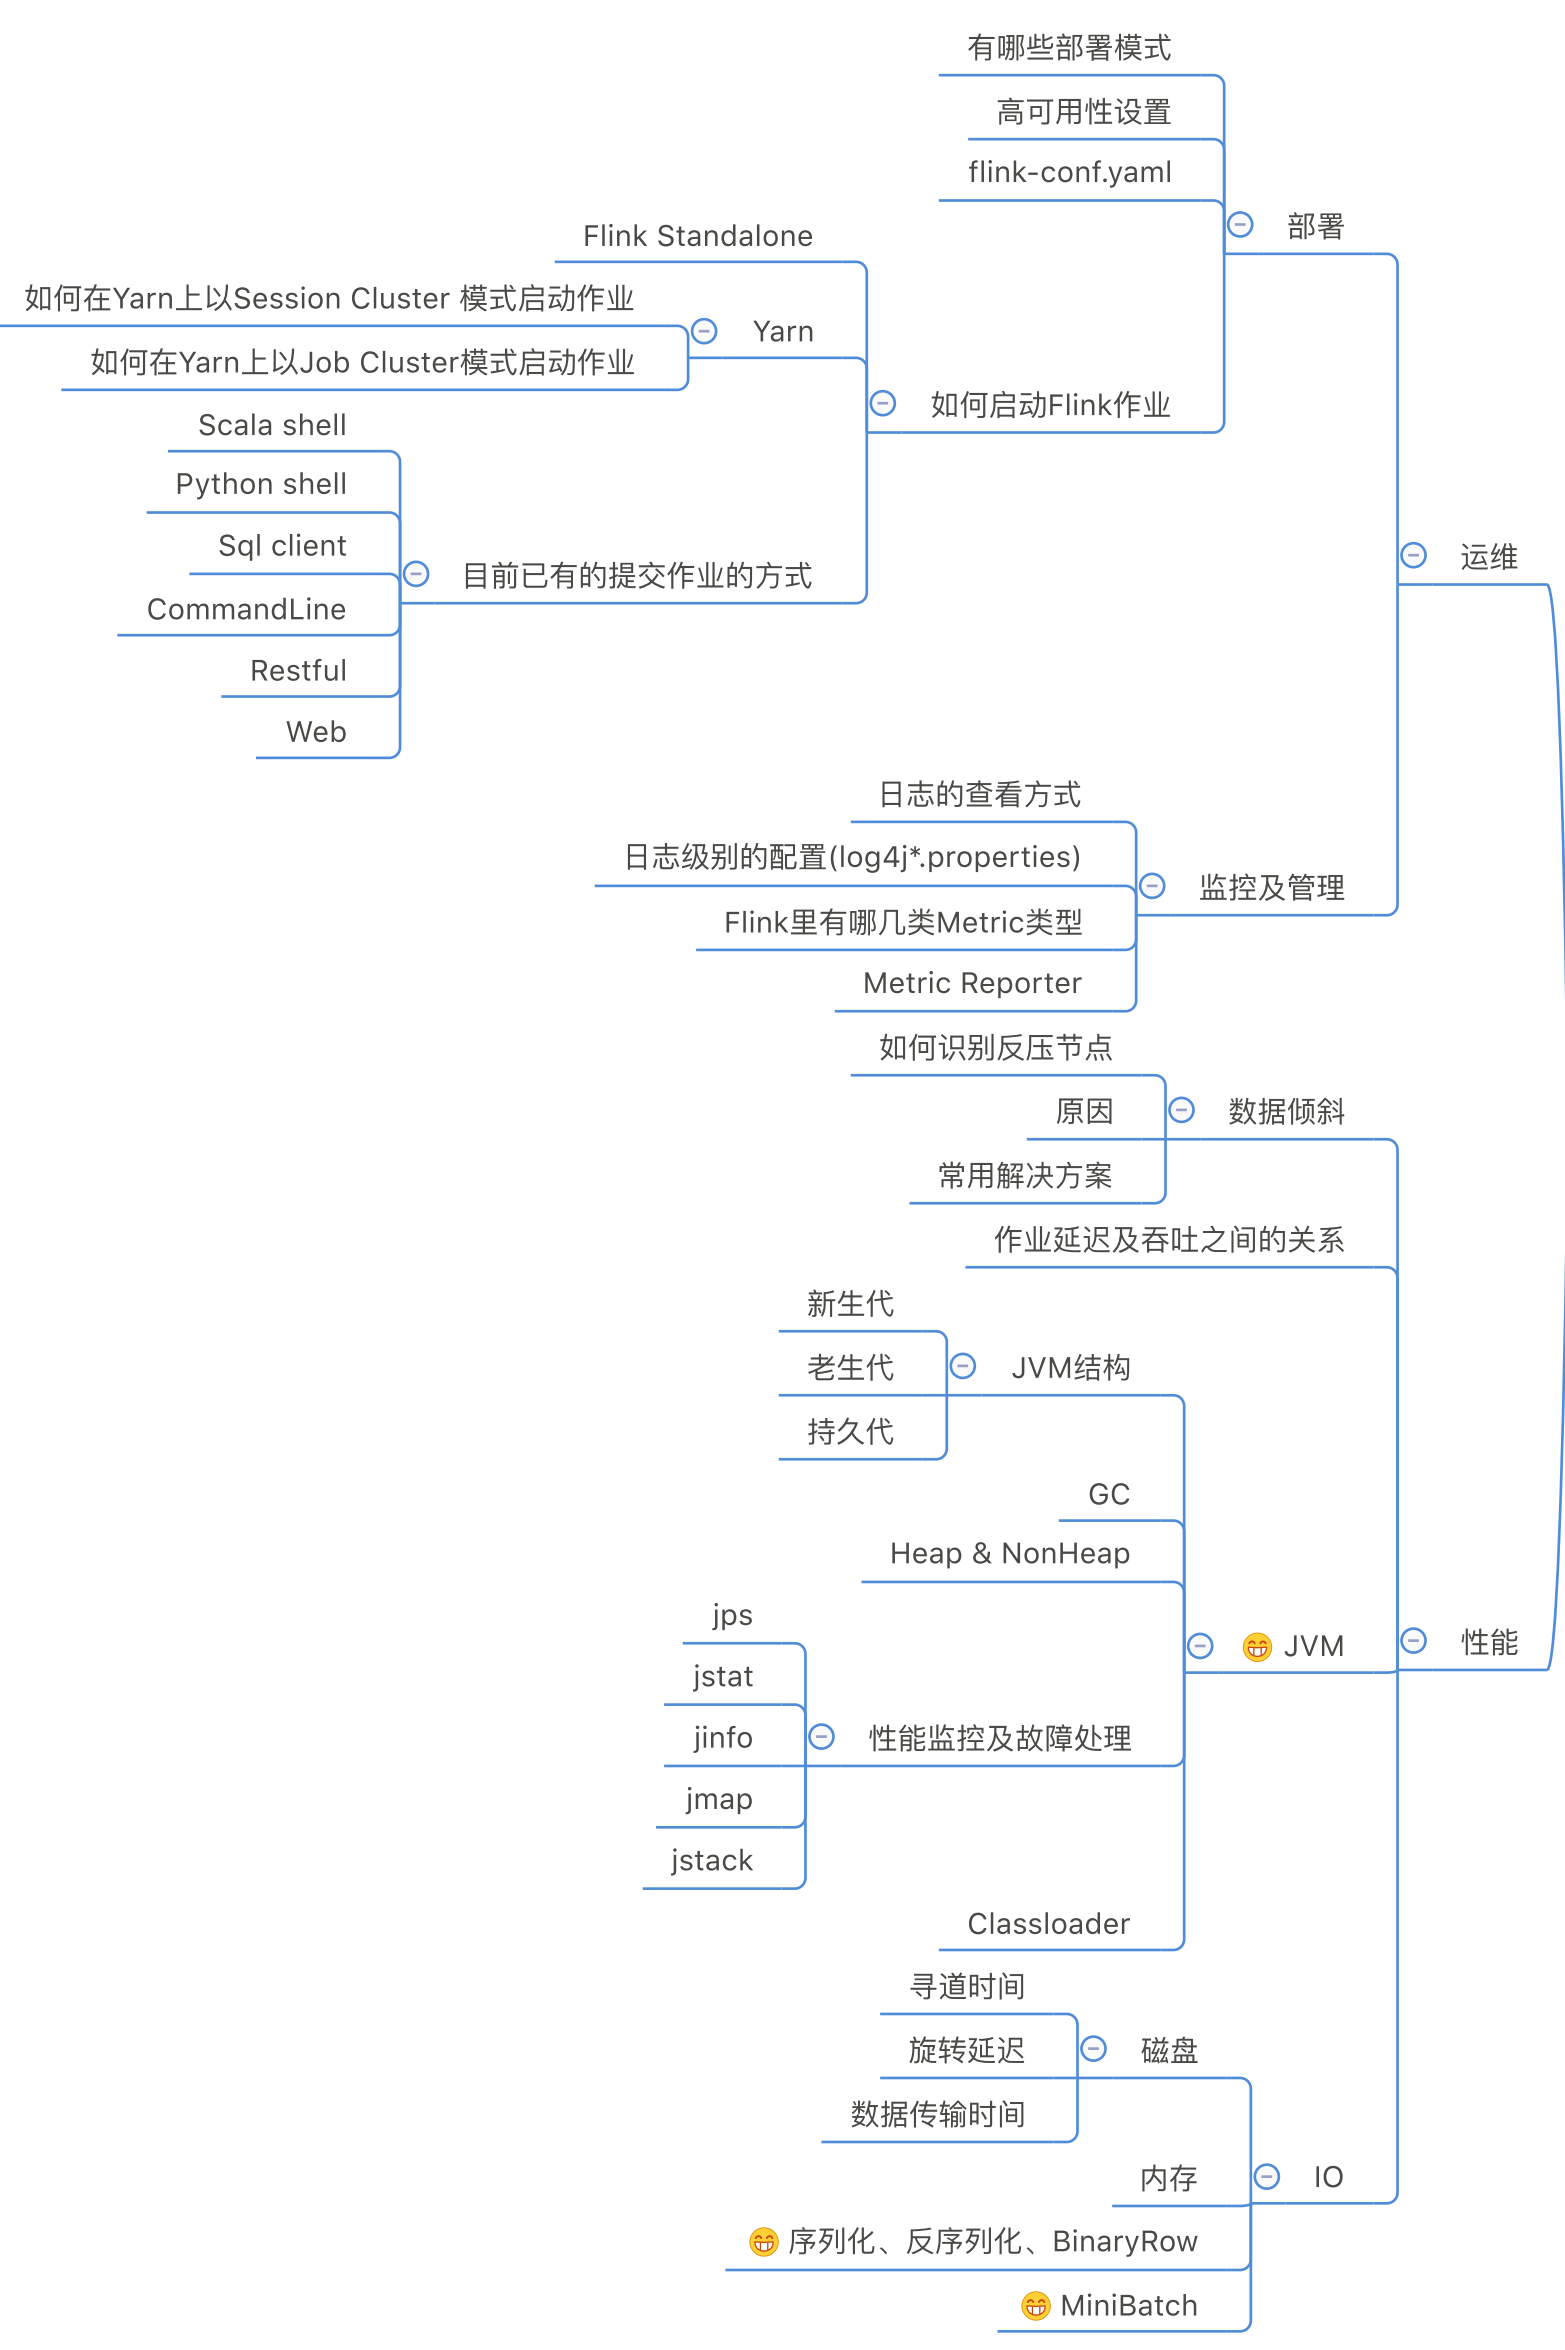 有哪些部署模式
高可用性设置
flink-conf.yaml
部署
Flink Standalone
如何在Yarn上以Session Cluster 模式启动作业
Yarn
如何在Yarn上以Job Cluster模式启动作业
如何启动Flink作业
Scala shell
Python shell
Sql client
运维
目前已有的提交作业的方式
CommandLine
Restful
Web
日志的查看方式
日志级别的配置(log4j*.properties)
监控及管理
Flink里有哪几类Metric类型
Metric Reporter
如何识别反压节点
原因
数据倾斜
常用解决方案
作业延迟及吞吐之间的关系
新生代
老生代
JVM结构
持久代
GC
Heap & NonHeap
jps
😁 JVM
性能
jstat
jinfo
性能监控及故障处理
jmap
jstack
Classloader
寻道时间
旋转延迟
磁盘
数据传输时间
内存
IO
😁 序列化、反序列化、BinaryRow
😁 MiniBatch